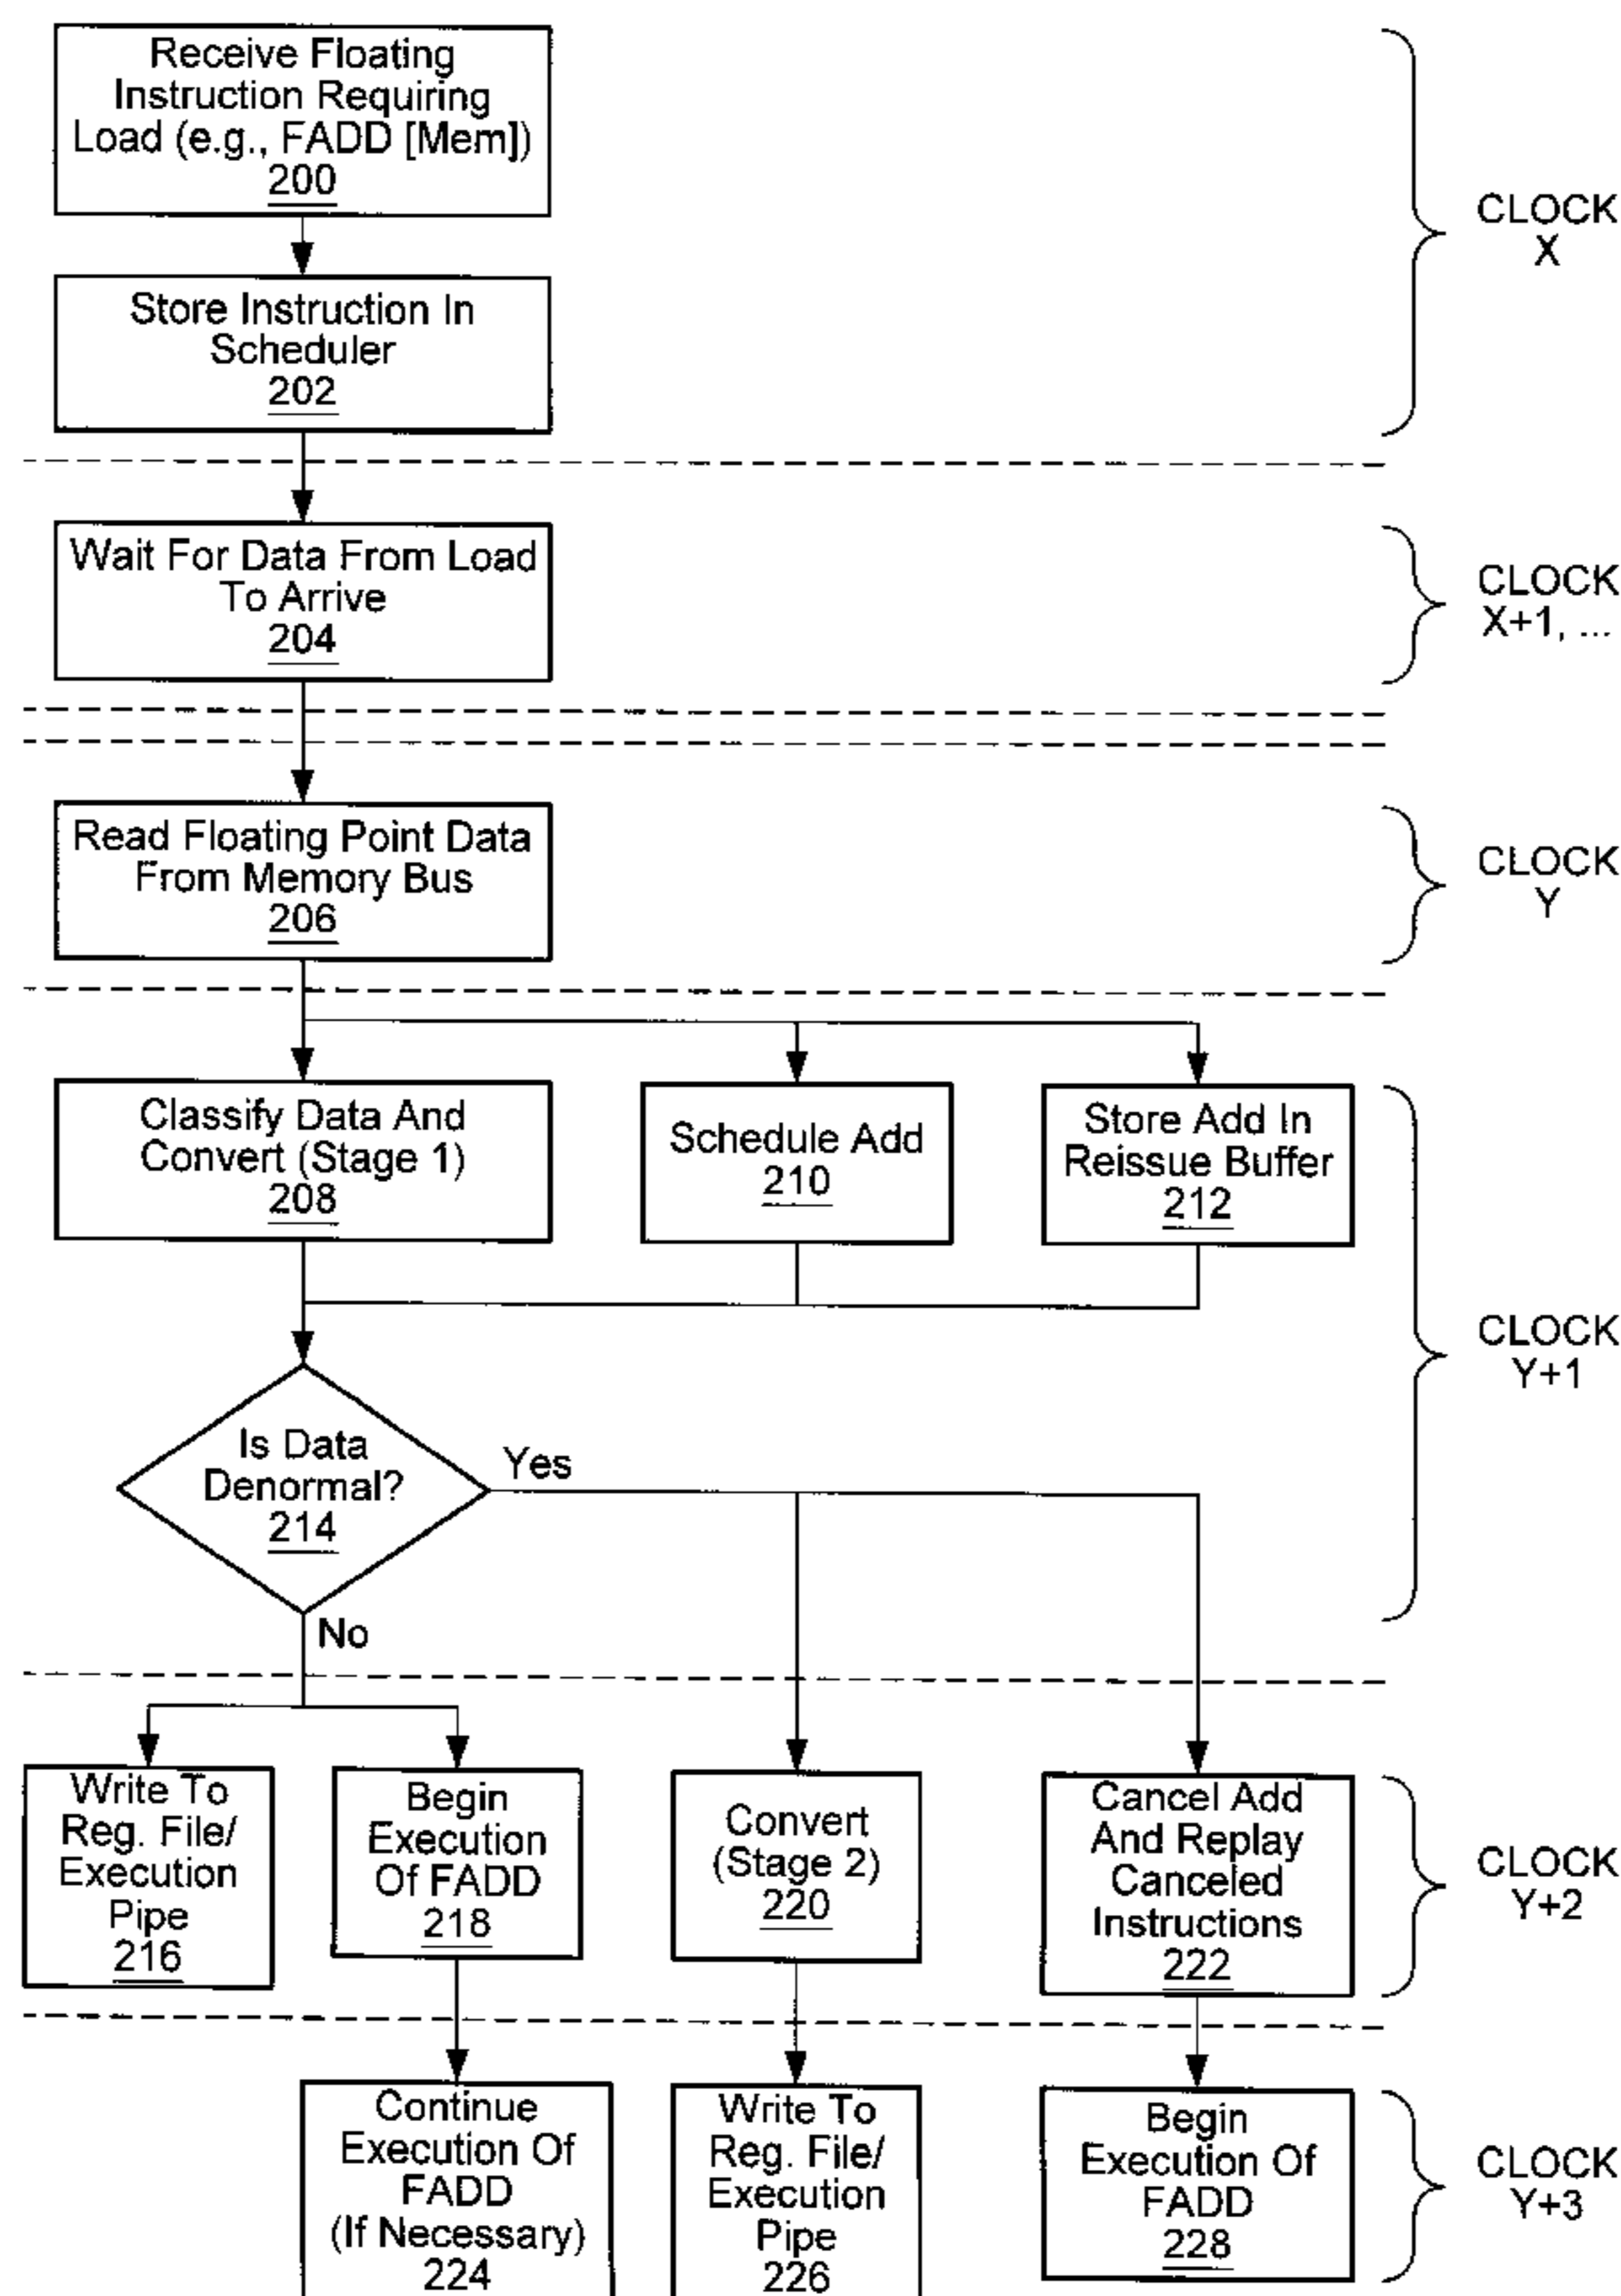 Receive Floating
Instruction Requiring
Load (e.g., FADD [Mem])
200
CLOCK
X
Store Instruction In
Scheduler
202
Wait For Data From Load
To Arrive
204
CLOCK
X+1, ...
Read Floating Point Data
From Memory Bus
206
CLOCK
Y
Classify Data And
Convert (Stage 1)
208
Schedule Add
210
Store Add In
Reissue Buffer
212
CLOCK
Y+1
Is Data
Denormal?
214
Yes
No
Write To
Reg. File/
Execution
Pipe
216
Begin
Execution
Of FADD
218
Convert
(Stage 2)
220
Cancel Add
And Replay
Canceled
Instructions
222
CLOCK
Y+2
Continue
Execution Of
FADD
(If Necessary)
224
Write To
Reg. File/
Execution
Pipe
226
Begin
Execution Of
FADD
228
CLOCK
Y+3